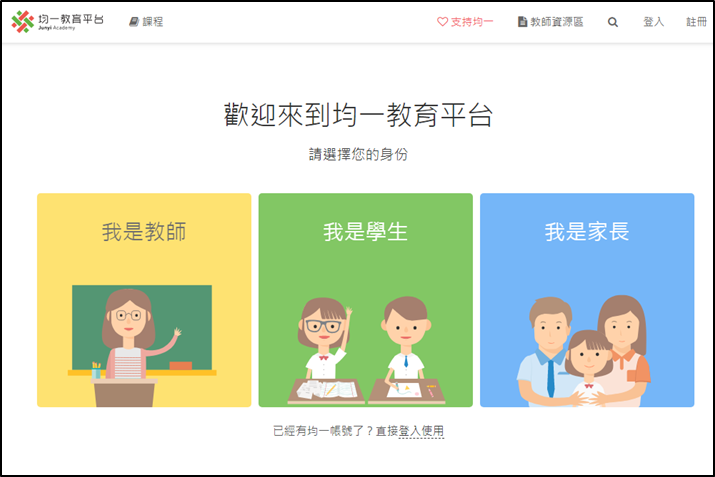 均一教育平台
Junyi Academy
課程
支持均一
教師資源區
登入
註冊
歡迎來到均一教育平台
請選擇您的身份
我是教師
我是學生
我是家長
已經有均一帳號了？直接登入使用